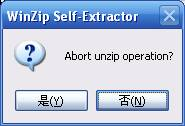 WinZip Self-Extractor
Abort unzip operation?
是(Y) 否(N)